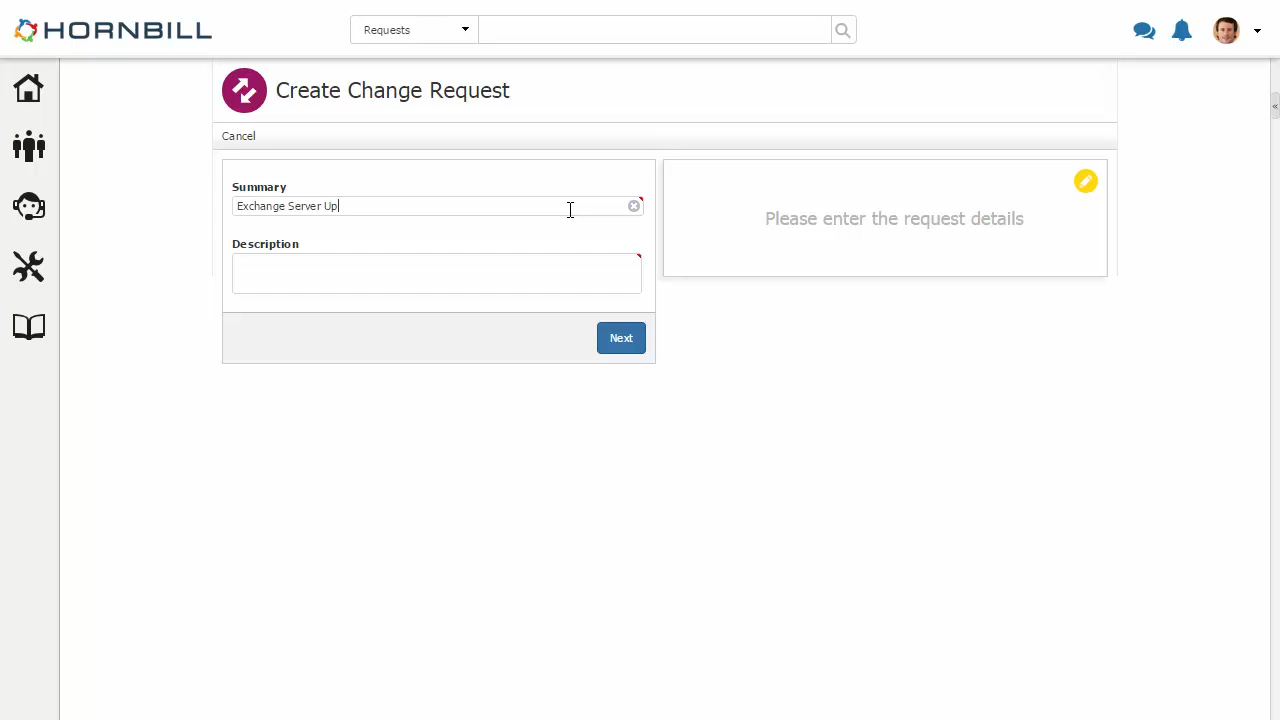 HORNBILL
Requests
Create Change Request
Cancel
Summary
Exchange Server Up
Description
Next
Please enter the request details
«